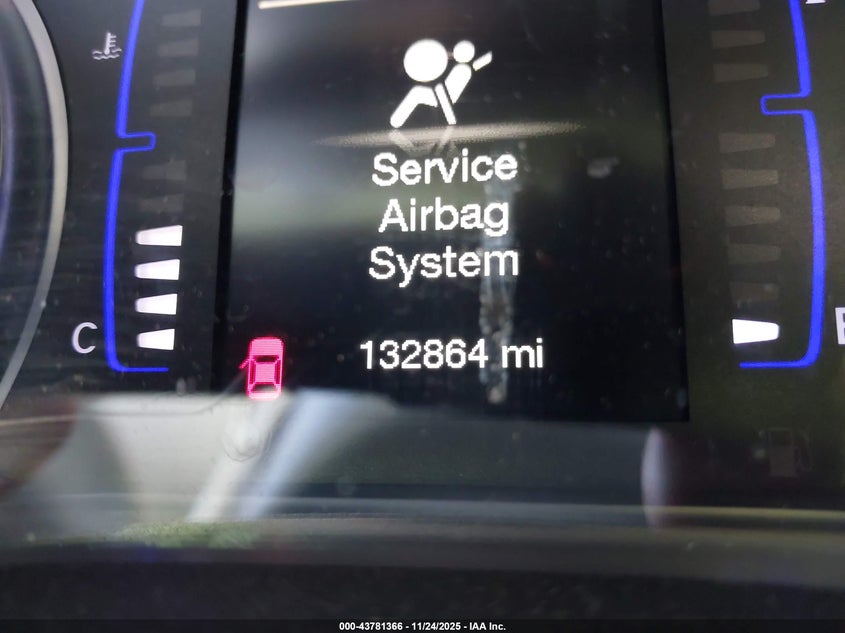 Service
Airbag
System
C
132864 mi
000-43781366 - 11/24/2025 - IAA Inc.